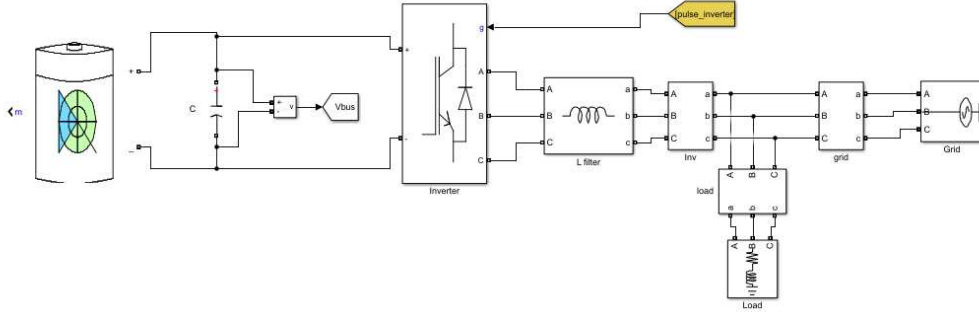 [pulse_inverter]
g
m
+
+
+
+
A
C
v
Vbus
-
-
B
_
C
Inverter
A
B
C
a
b
c
L filter
A
B
C
a
b
c
Inv
A
B
C
a
b
c
grid
A
B
C
Grid
load
A
B
C
a
b
c
A
B
C
Load